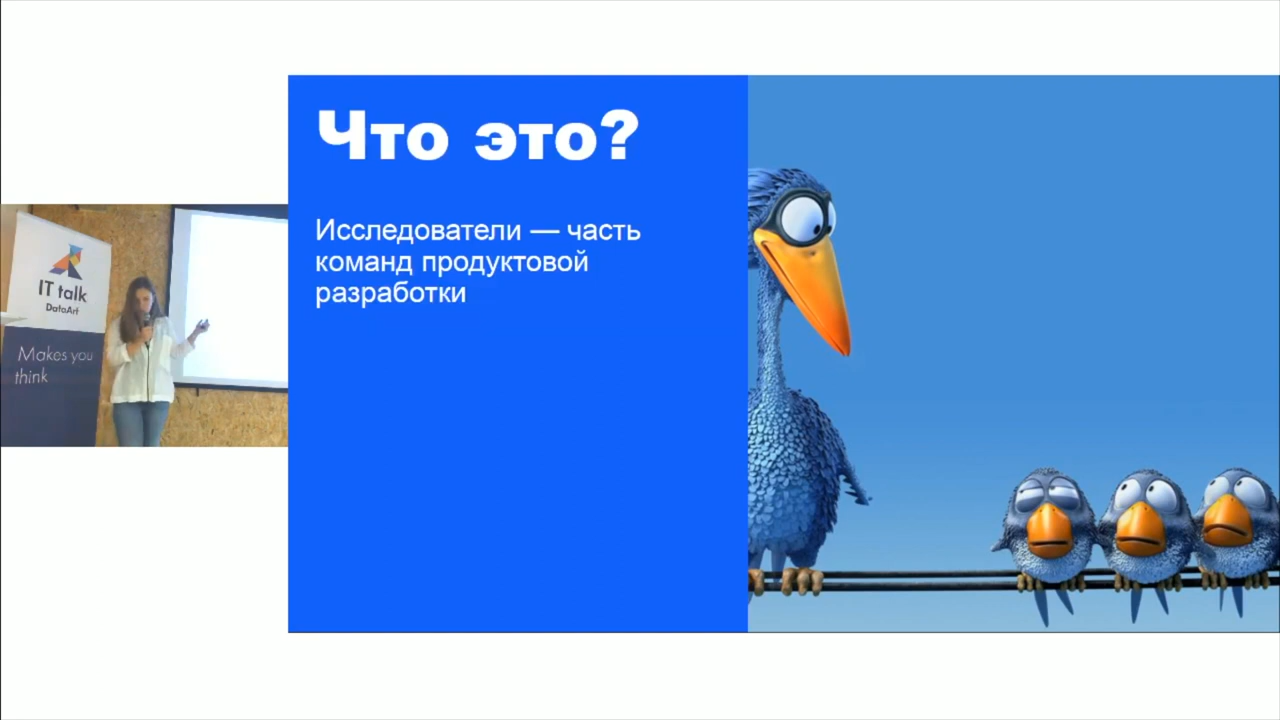 Что это?
Исследователи — часть
команд продуктовой
разработки
IT talk
DataArt
Makes you
think